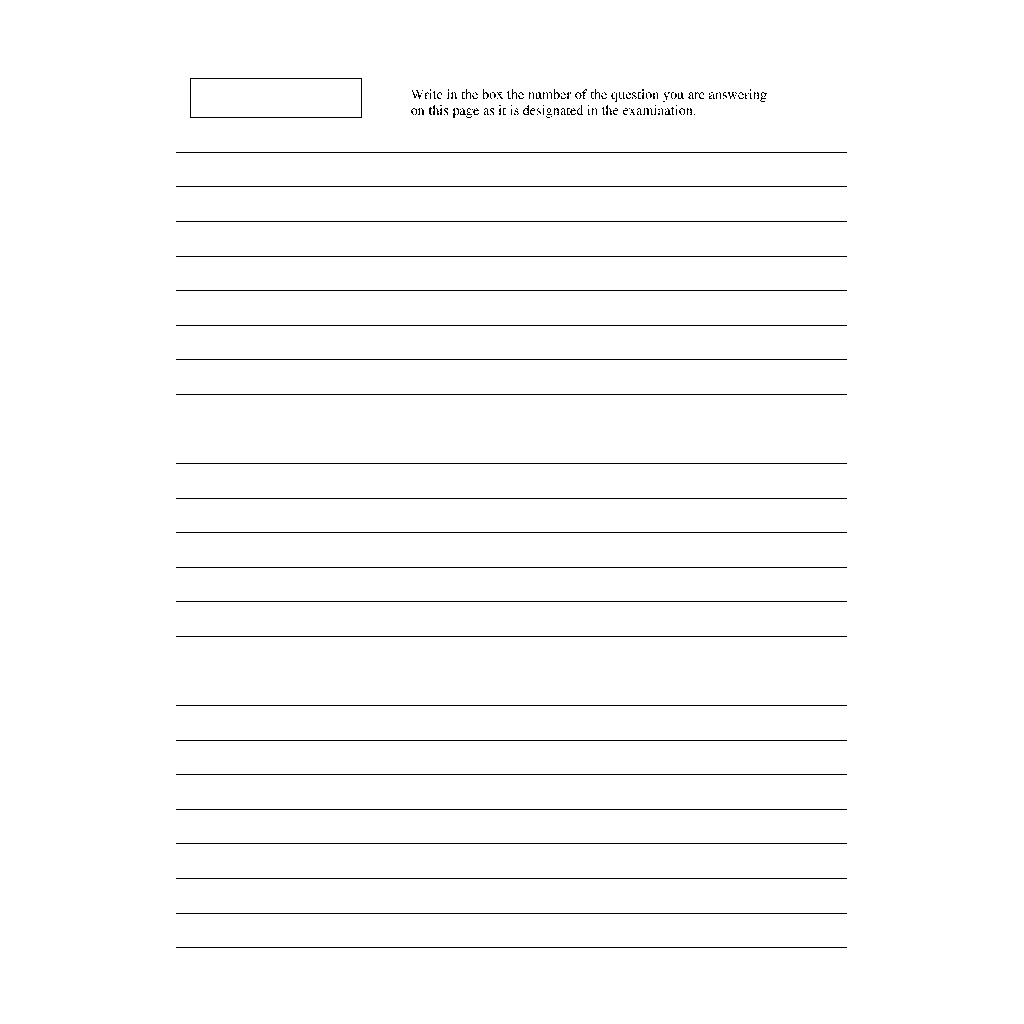 Write in the box the number of the question you are answering
on this page as it is designated in the examination.